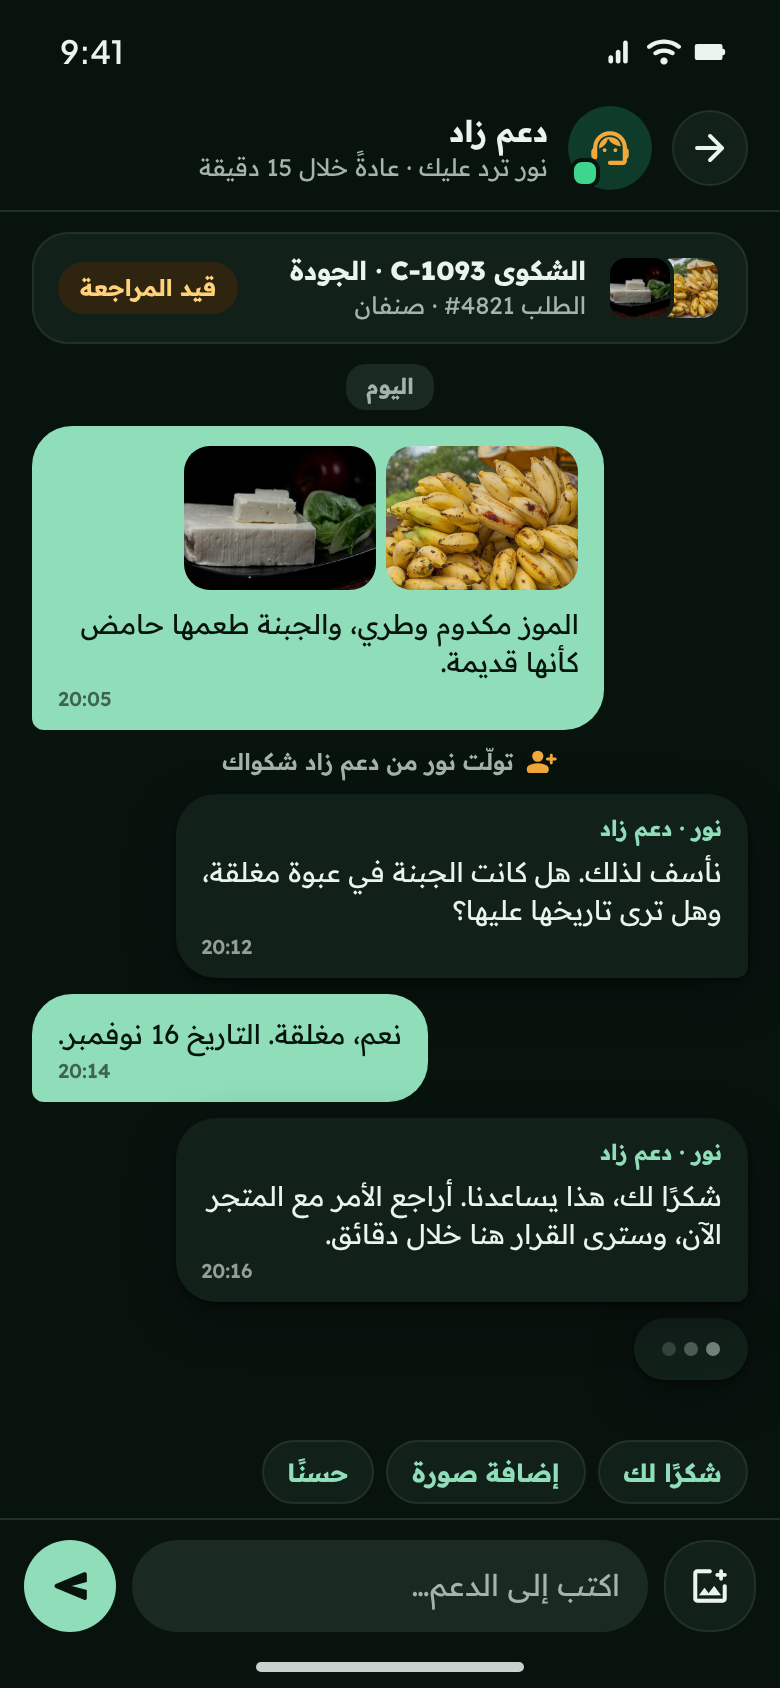 9:41
دعم زاد
نور ترد عليك · عادةً خلال 15 دقيقة
الشكوى C-1093 · الجودة
الطلب 4821# · صنفان
قيد المراجعة
اليوم
الموز مكدوم وطري، والجبنة طعمها حامض
كأنها قديمة.
20:05
تولّت نور من دعم زاد شكواك
نور · دعم زاد
نأسف لذلك. هل كانت الجبنة في عبوة مغلقة،
وهل ترى تاريخها عليها؟
20:12
نعم، مغلقة. التاريخ 16 نوفمبر.
20:14
نور · دعم زاد
شكرًا لك، هذا يساعدنا. أراجع الأمر مع المتجر
الآن، وسترى القرار هنا خلال دقائق.
20:16
شكرًا لك
إضافة صورة
حسنًا
اكتب إلى الدعم…